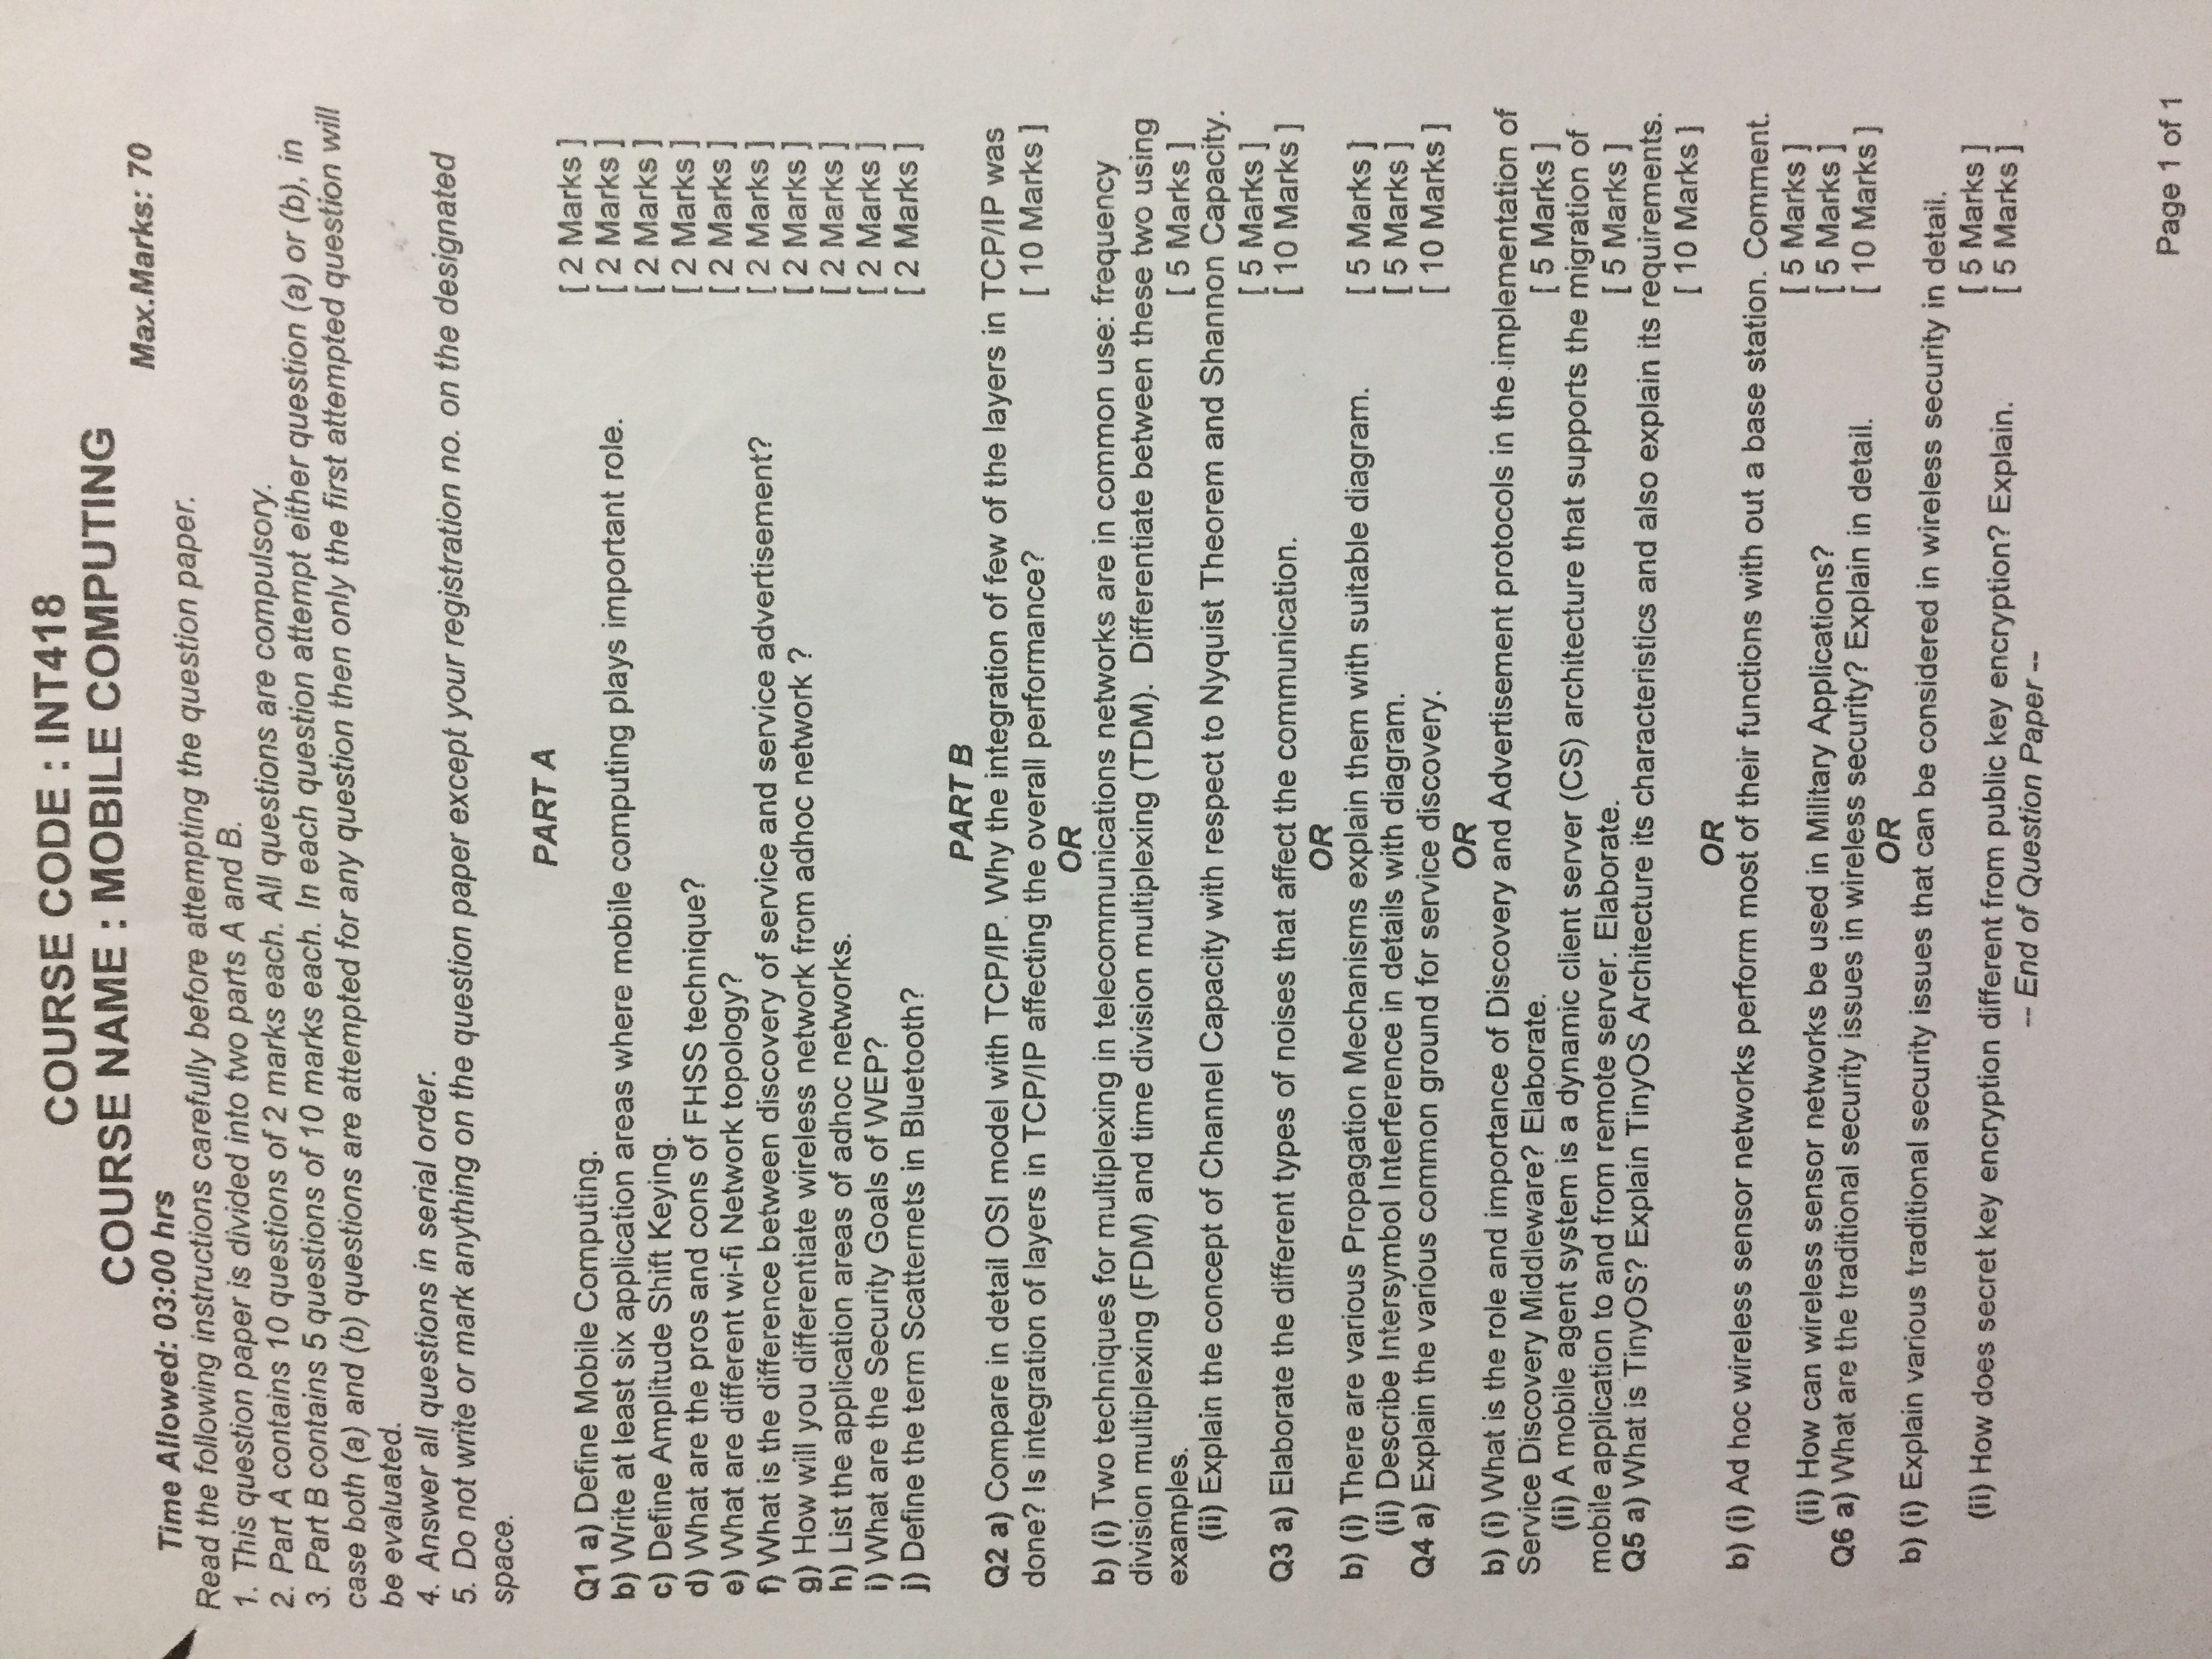 COURSE CODE : INT418
COURSE NAME : MOBILE COMPUTING
Time Allowed: 03:00 hrs Max.Marks: 70
Read the following instructions carefully before attempting the question paper.
1. This question paper is divided into two parts A and B.
2. Part A contains 10 questions of 2 marks each. All questions are compulsory.
3. Part B contains 5 questions of 10 marks each. In each question attempt either question (a) or (b), in
case both (a) and (b) questions are attempted for any question then only the first attempted question will
be evaluated.
4. Answer all questions in serial order.
5. Do not write or mark anything on the question paper except your registration no. on the designated
space.
PART A
Q1 a) Define Mobile Computing. [ 2 Marks ]
b) Write at least six application areas where mobile computing plays important role. [ 2 Marks ]
c) Define Amplitude Shift Keying. [ 2 Marks ]
d) What are the pros and cons of FHSS technique? [ 2 Marks ]
e) What are different wi-fi Network topology? [ 2 Marks ]
f) What is the difference between discovery of service and service advertisement? [ 2 Marks ]
g) How will you differentiate wireless network from adhoc network ? [ 2 Marks ]
h) List the application areas of adhoc networks. [ 2 Marks ]
i) What are the Security Goals of WEP? [ 2 Marks ]
j) Define the term Scatternets in Bluetooth? [ 2 Marks ]
PART B
Q2 a) Compare in detail OSI model with TCP/IP. Why the integration of few of the layers in TCP/IP was
done? Is integration of layers in TCP/IP affecting the overall performance? [ 10 Marks ]
OR
b) (i) Two techniques for multiplexing in telecommunications networks are in common use: frequency
division multiplexing (FDM) and time division multiplexing (TDM). Differentiate between these two using
examples. [ 5 Marks ]
(ii) Explain the concept of Channel Capacity with respect to Nyquist Theorem and Shannon Capacity.
[ 5 Marks ]
Q3 a) Elaborate the different types of noises that affect the communication. [ 10 Marks ]
OR
b) (i) There are various Propagation Mechanisms explain them with suitable diagram. [ 5 Marks ]
(ii) Describe Intersymbol Interference in details with diagram. [ 5 Marks ]
Q4 a) Explain the various common ground for service discovery. [ 10 Marks ]
OR
b) (i) What is the role and importance of Discovery and Advertisement protocols in the implementation of
Service Discovery Middleware? Elaborate. [ 5 Marks ]
(ii) A mobile agent system is a dynamic client server (CS) architecture that supports the migration of
mobile application to and from remote server. Elaborate. [ 5 Marks ]
Q5 a) What is TinyOS? Explain TinyOS Architecture its characteristics and also explain its requirements.
[ 10 Marks ]
OR
b) (i) Ad hoc wireless sensor networks perform most of their functions with out a base station. Comment.
[ 5 Marks ]
(ii) How can wireless sensor networks be used in Military Applications? [ 5 Marks ]
Q6 a) What are the traditional security issues in wireless security? Explain in detail. [ 10 Marks ]
OR
b) (i) Explain various traditional security issues that can be considered in wireless security in detail.
[ 5 Marks ]
(ii) How does secret key encryption different from public key encryption? Explain. [ 5 Marks ]
-- End of Question Paper --
Page 1 of 1